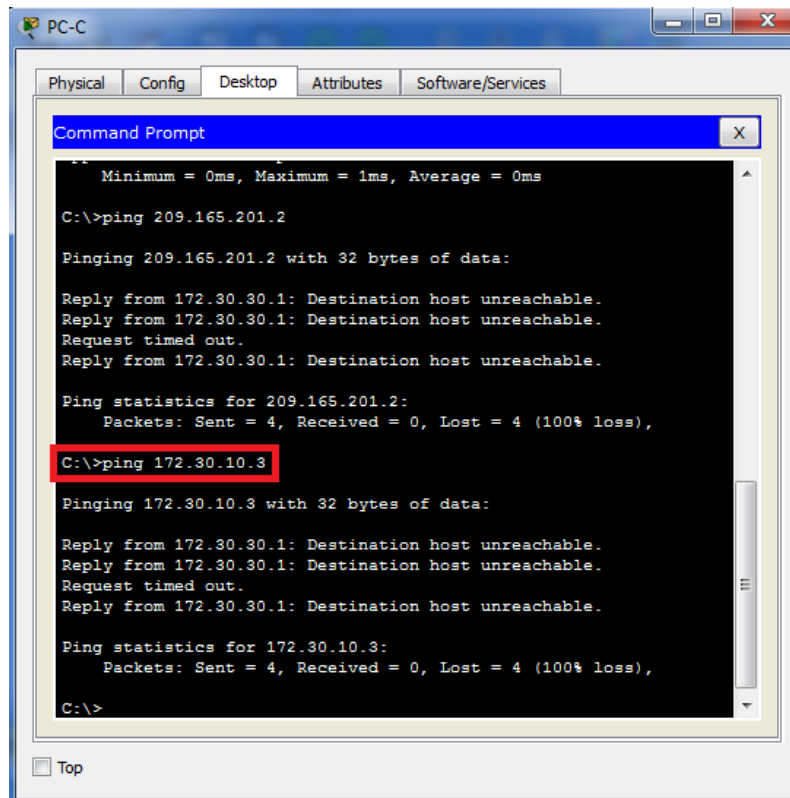 PC-C
Physical Config Desktop Attributes Software/Services
Command Prompt X
Minimum = 0ms, Maximum = 1ms, Average = 0ms
C:\>ping 209.165.201.2
Pinging 209.165.201.2 with 32 bytes of data:
Reply from 172.30.30.1: Destination host unreachable.
Reply from 172.30.30.1: Destination host unreachable.
Request timed out.
Reply from 172.30.30.1: Destination host unreachable.
Ping statistics for 209.165.201.2:
Packets: Sent = 4, Received = 0, Lost = 4 (100% loss),
C:\>ping 172.30.10.3
Pinging 172.30.10.3 with 32 bytes of data:
Reply from 172.30.30.1: Destination host unreachable.
Reply from 172.30.30.1: Destination host unreachable.
Request timed out.
Reply from 172.30.30.1: Destination host unreachable.
Ping statistics for 172.30.10.3:
Packets: Sent = 4, Received = 0, Lost = 4 (100% loss),
C:\>
Top